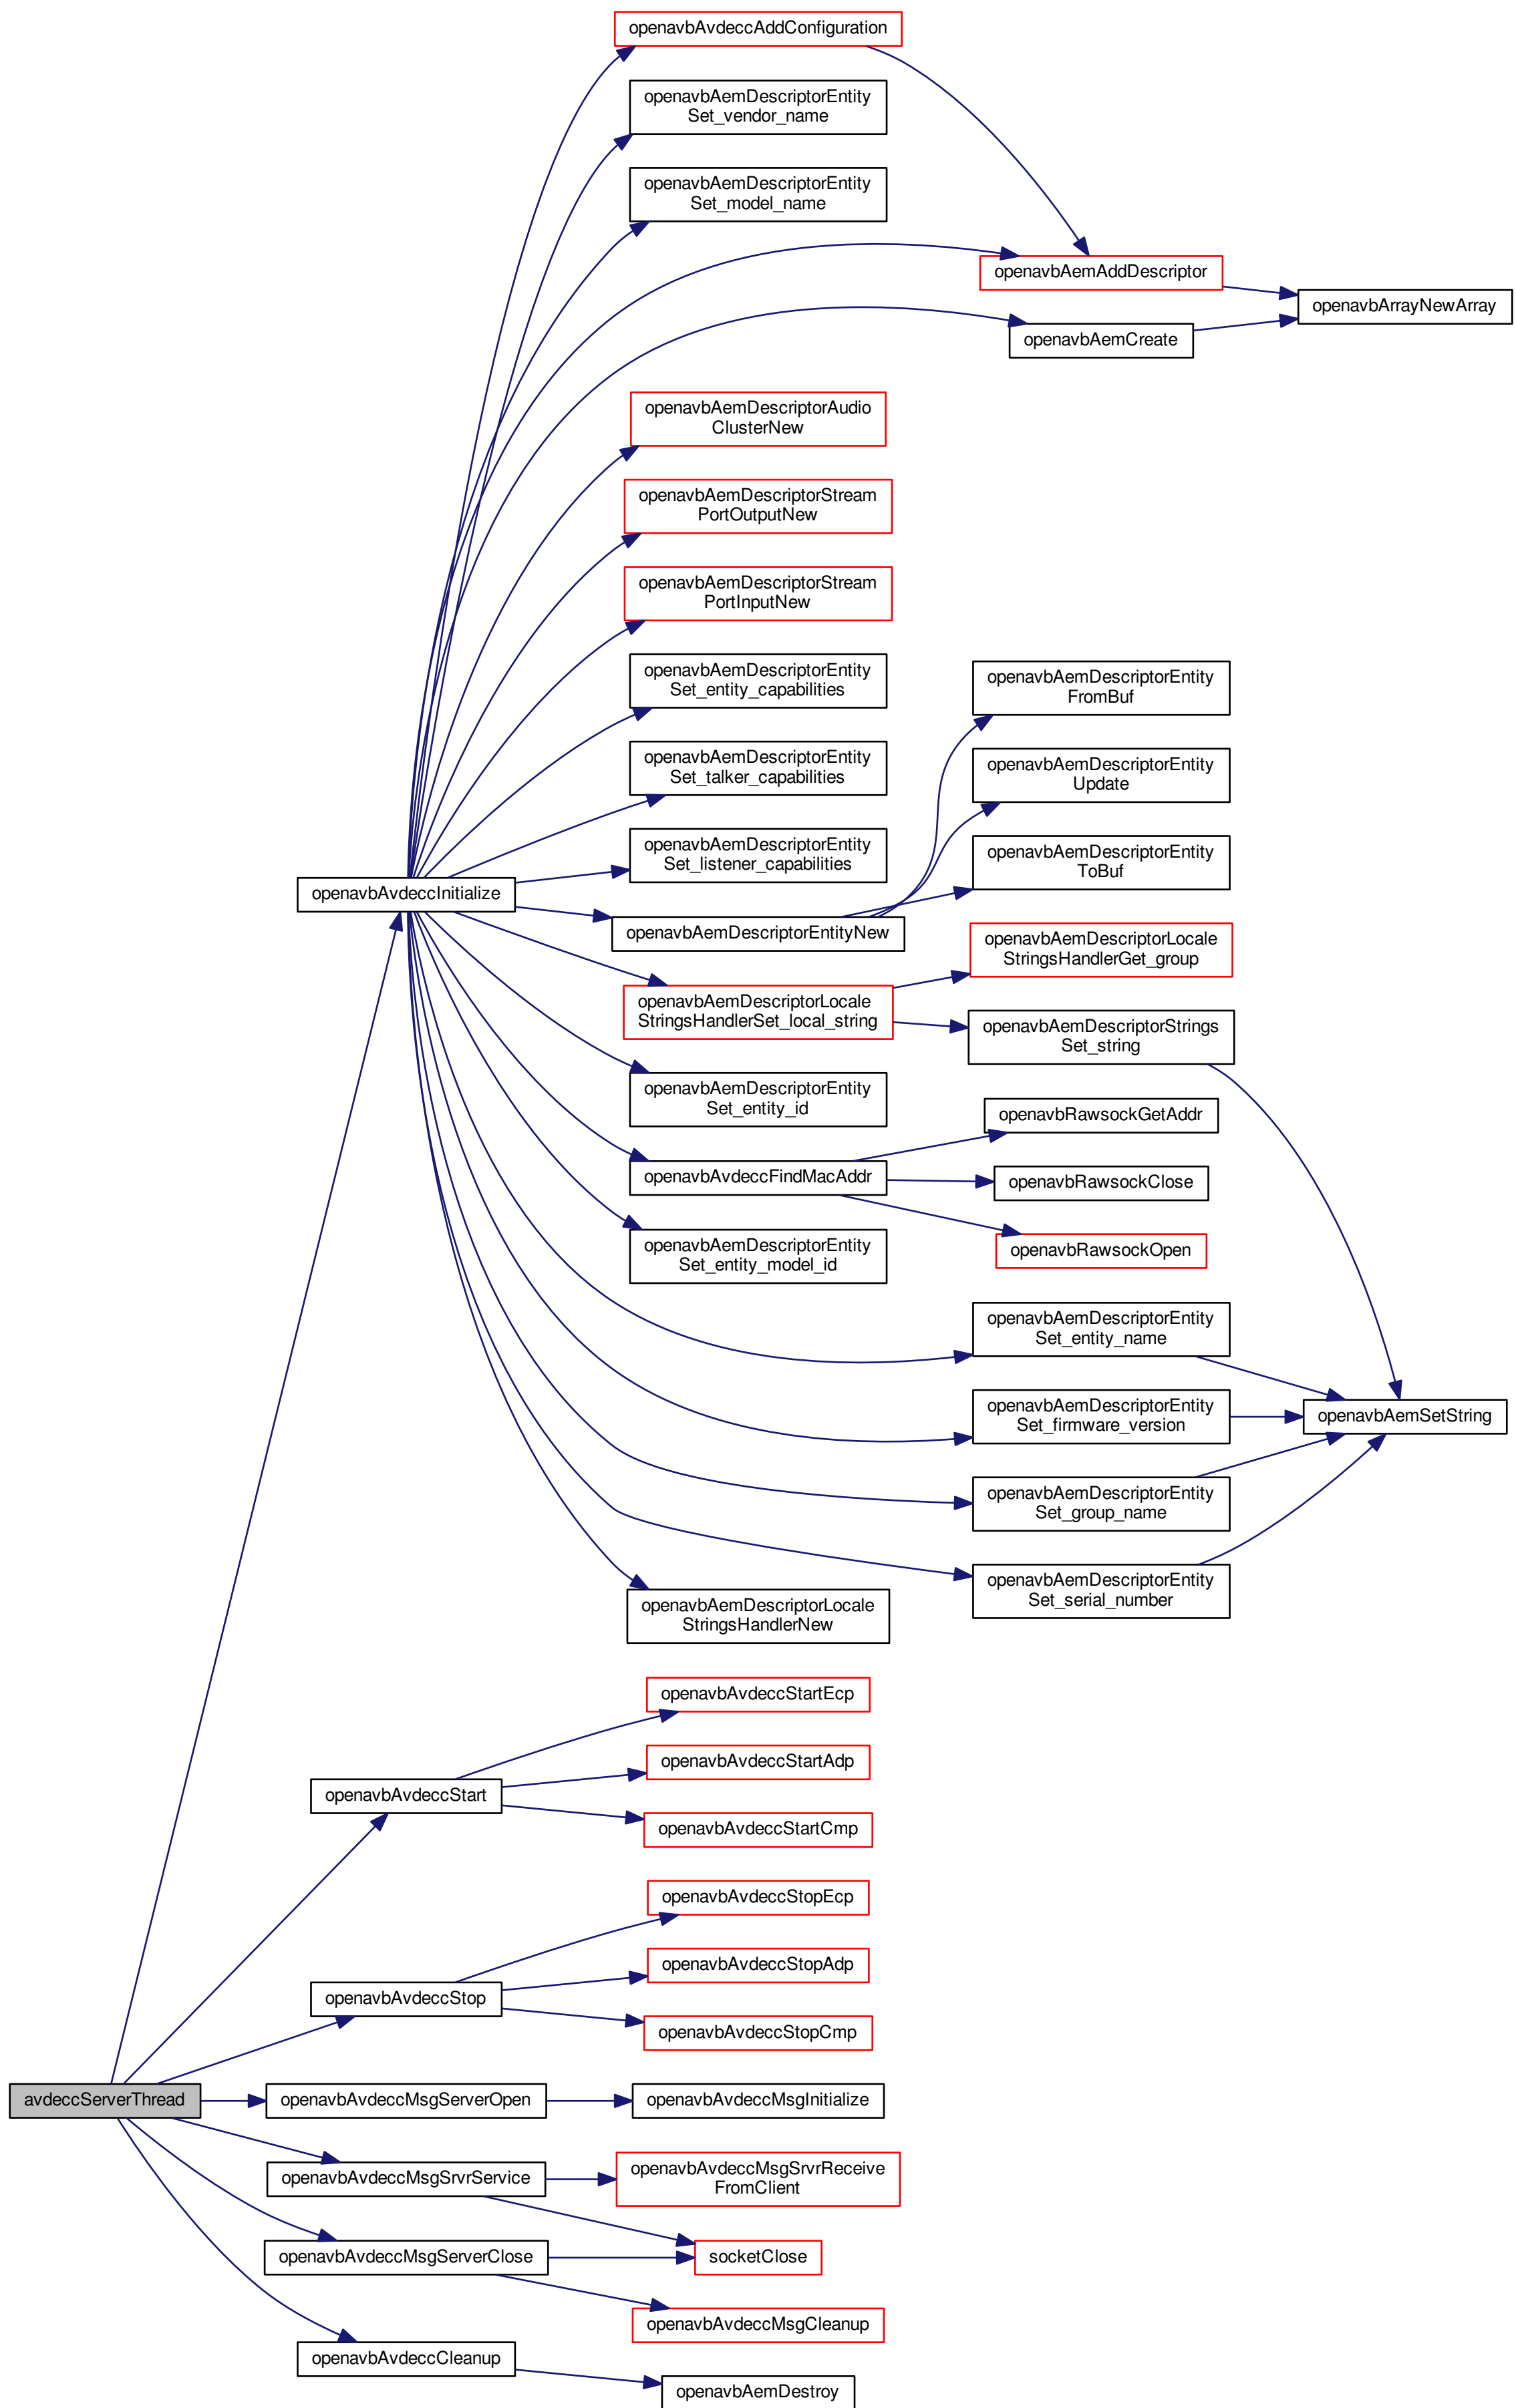 openavbAvdeccAddConfiguration
openavbAemDescriptorEntity
Set_vendor_name
openavbAemDescriptorEntity
Set_model_name
openavbAemAddDescriptor
openavbArrayNewArray
openavbAemCreate
openavbAemDescriptorAudio
ClusterNew
openavbAemDescriptorStream
PortOutputNew
openavbAemDescriptorStream
PortInputNew
openavbAemDescriptorEntity
Set_entity_capabilities
openavbAemDescriptorEntity
FromBuf
openavbAemDescriptorEntity
Set_talker_capabilities
openavbAemDescriptorEntity
Update
openavbAemDescriptorEntity
Set_listener_capabilities
openavbAemDescriptorEntity
ToBuf
openavbAvdeccInitialize
openavbAemDescriptorEntityNew
openavbAemDescriptorLocale
StringsHandlerGet_group
openavbAemDescriptorLocale
StringsHandlerSet_local_string
openavbAemDescriptorStrings
Set_string
openavbAemDescriptorEntity
Set_entity_id
openavbRawsockGetAddr
openavbAvdeccFindMacAddr
openavbRawsockClose
openavbAemDescriptorEntity
Set_entity_model_id
openavbRawsockOpen
openavbAemDescriptorEntity
Set_entity_name
openavbAemDescriptorEntity
Set_firmware_version
openavbAemSetString
openavbAemDescriptorEntity
Set_group_name
openavbAemDescriptorEntity
Set_serial_number
openavbAemDescriptorLocale
StringsHandlerNew
openavbAvdeccStartEcp
openavbAvdeccStartAdp
openavbAvdeccStart
openavbAvdeccStartCmp
openavbAvdeccStopEcp
openavbAvdeccStopAdp
openavbAvdeccStop
openavbAvdeccStopCmp
avdeccServerThread
openavbAvdeccMsgServerOpen
openavbAvdeccMsgInitialize
openavbAvdeccMsgSrvrService
openavbAvdeccMsgSrvrReceive
FromClient
openavbAvdeccMsgServerClose
socketClose
openavbAvdeccMsgCleanup
openavbAvdeccCleanup
openavbAemDestroy